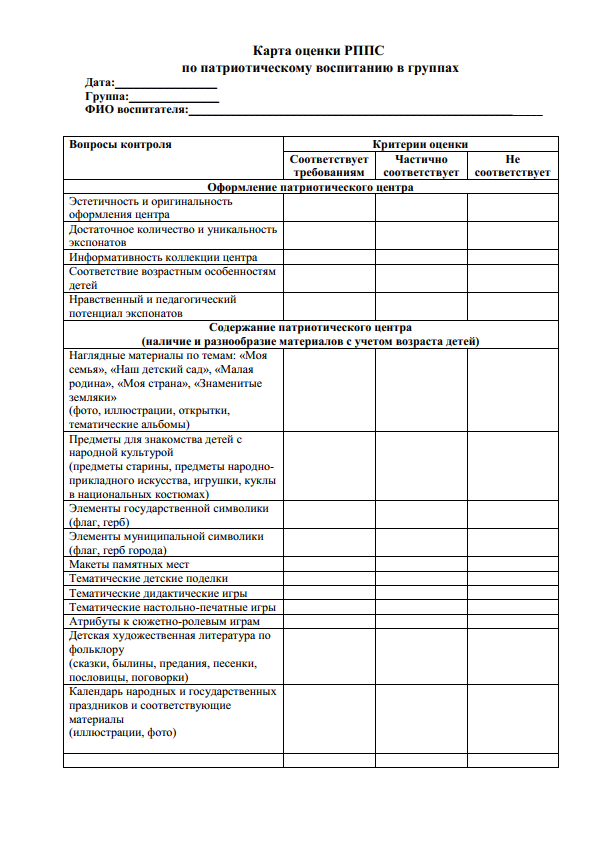 Карта оценки РППС
по патриотическому воспитанию в группах
Дата:_________________
Группа:_______________
ФИО воспитателя:___________________________________________________________
Вопросы контроля
Критерии оценки
Соответствует
требованиям
Частично
соответствует
Не
соответствует
Оформление патриотического центра
Эстетичность и оригинальность
оформления центра
Достаточное количество и уникальность
экспонатов
Информативность коллекции центра
Соответствие возрастным особенностям
детей
Нравственный и педагогический
потенциал экспонатов
Содержание патриотического центра
(наличие и разнообразие материалов с учетом возраста детей)
Наглядные материалы по темам: «Моя
семья», «Наш детский сад», «Малая
родина», «Моя страна», «Знаменитые
земляки»
(фото, иллюстрации, открытки,
тематические альбомы)
Предметы для знакомства детей с
народной культурой
(предметы старины, предметы народно-
прикладного искусства, игрушки, куклы
в национальных костюмах)
Элементы государственной символики
(флаг, герб)
Элементы муниципальной символики
(флаг, герб города)
Макеты памятных мест
Тематические детские поделки
Тематические дидактические игры
Тематические настольно-печатные игры
Атрибуты к сюжетно-ролевым играм
Детская художественная литература по
фольклору
(сказки, былины, предания, песенки,
пословицы, поговорки)
Календарь народных и государственных
праздников и соответствующие
материалы
(иллюстрации, фото)